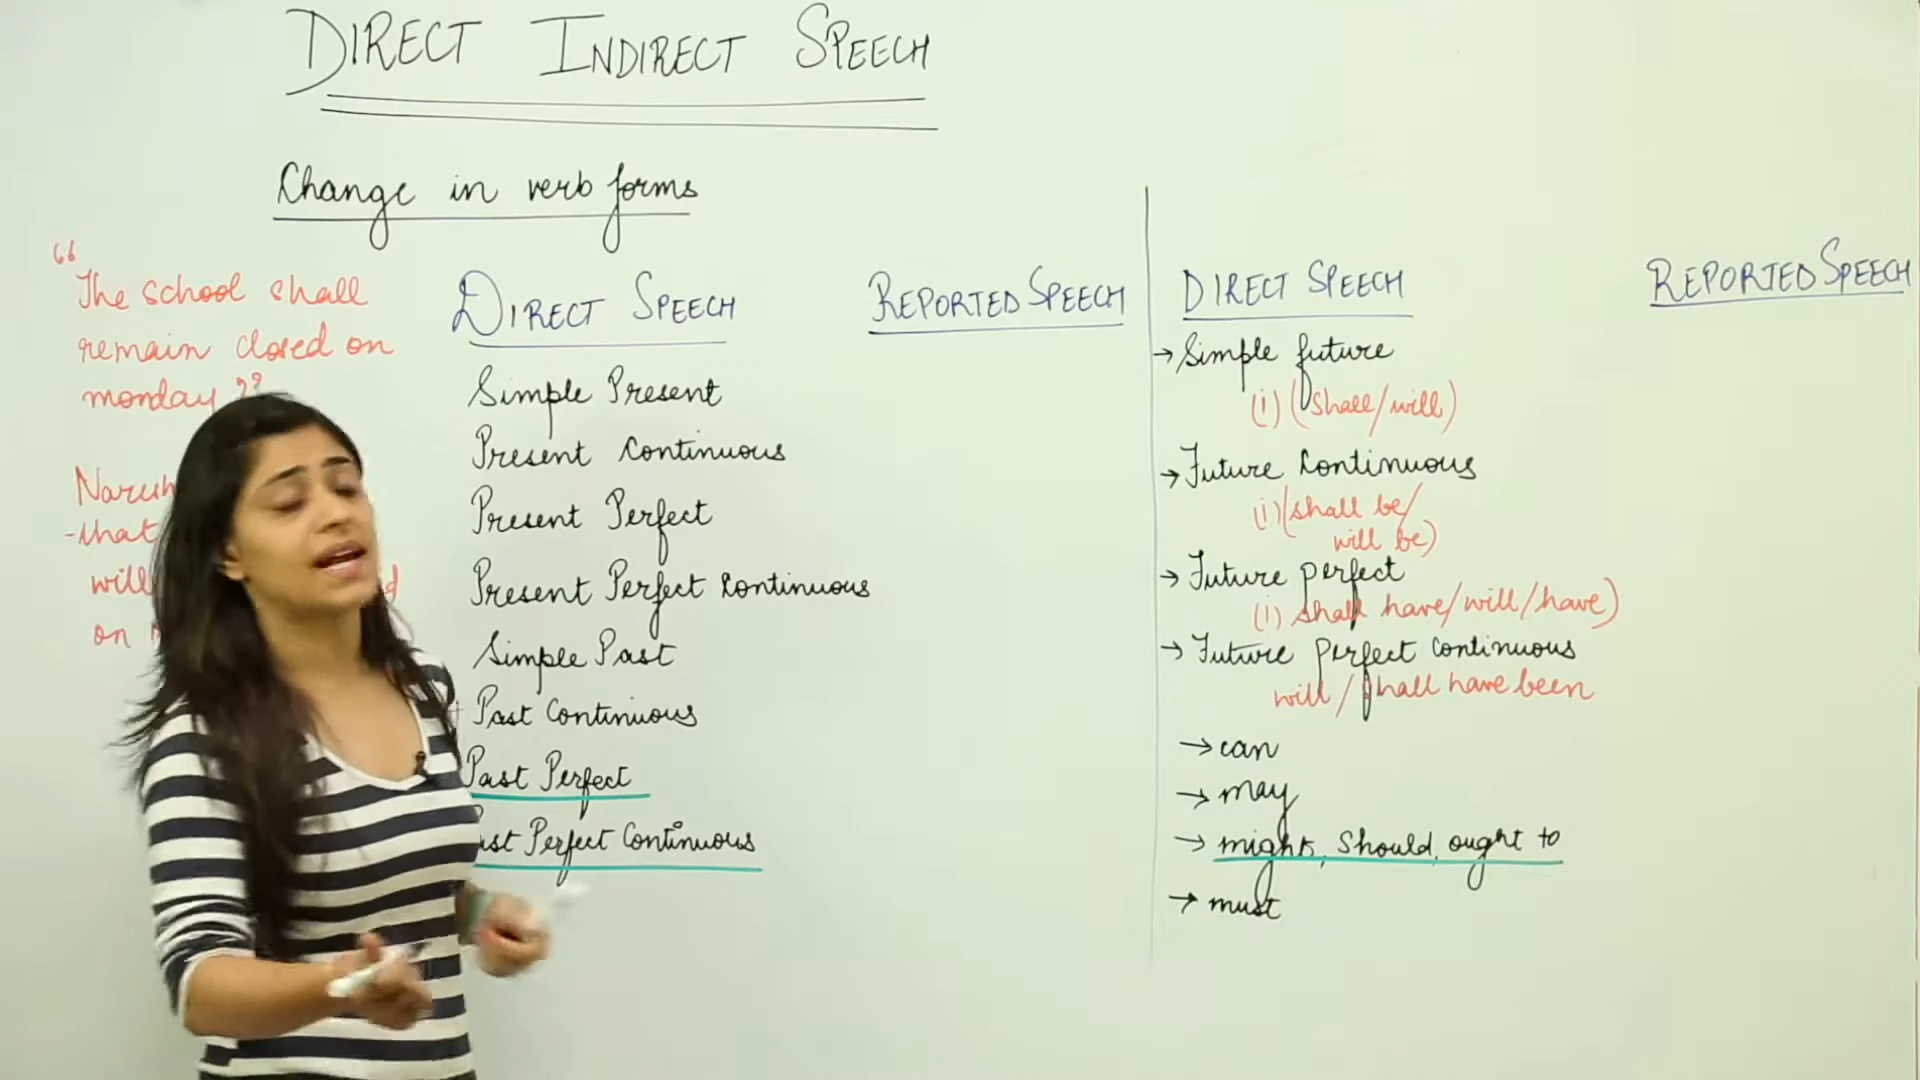 DIRECT INDIRECT SPEECH
Change in verb forms
“
The school shall
remain closed on
monday ”
that
will
on
DIRECT SPEECH
REPORTED SPEECH
Simple Present
Present Continuous
Present Perfect
Present Perfect Continuous
Simple Past
Past Continuous
Past Perfect
Perfect Continuous
DIRECT SPEECH
REPORTED SPEECH
→ Simple future
(i) (Shall/will)
→ Future Continuous
(i) (shall be/
will be)
→ Future perfect
(i) shall have/will/have)
→ Future perfect continuous
will/shall have been
→ can
→ may
→ might, Should, ought to
→ must